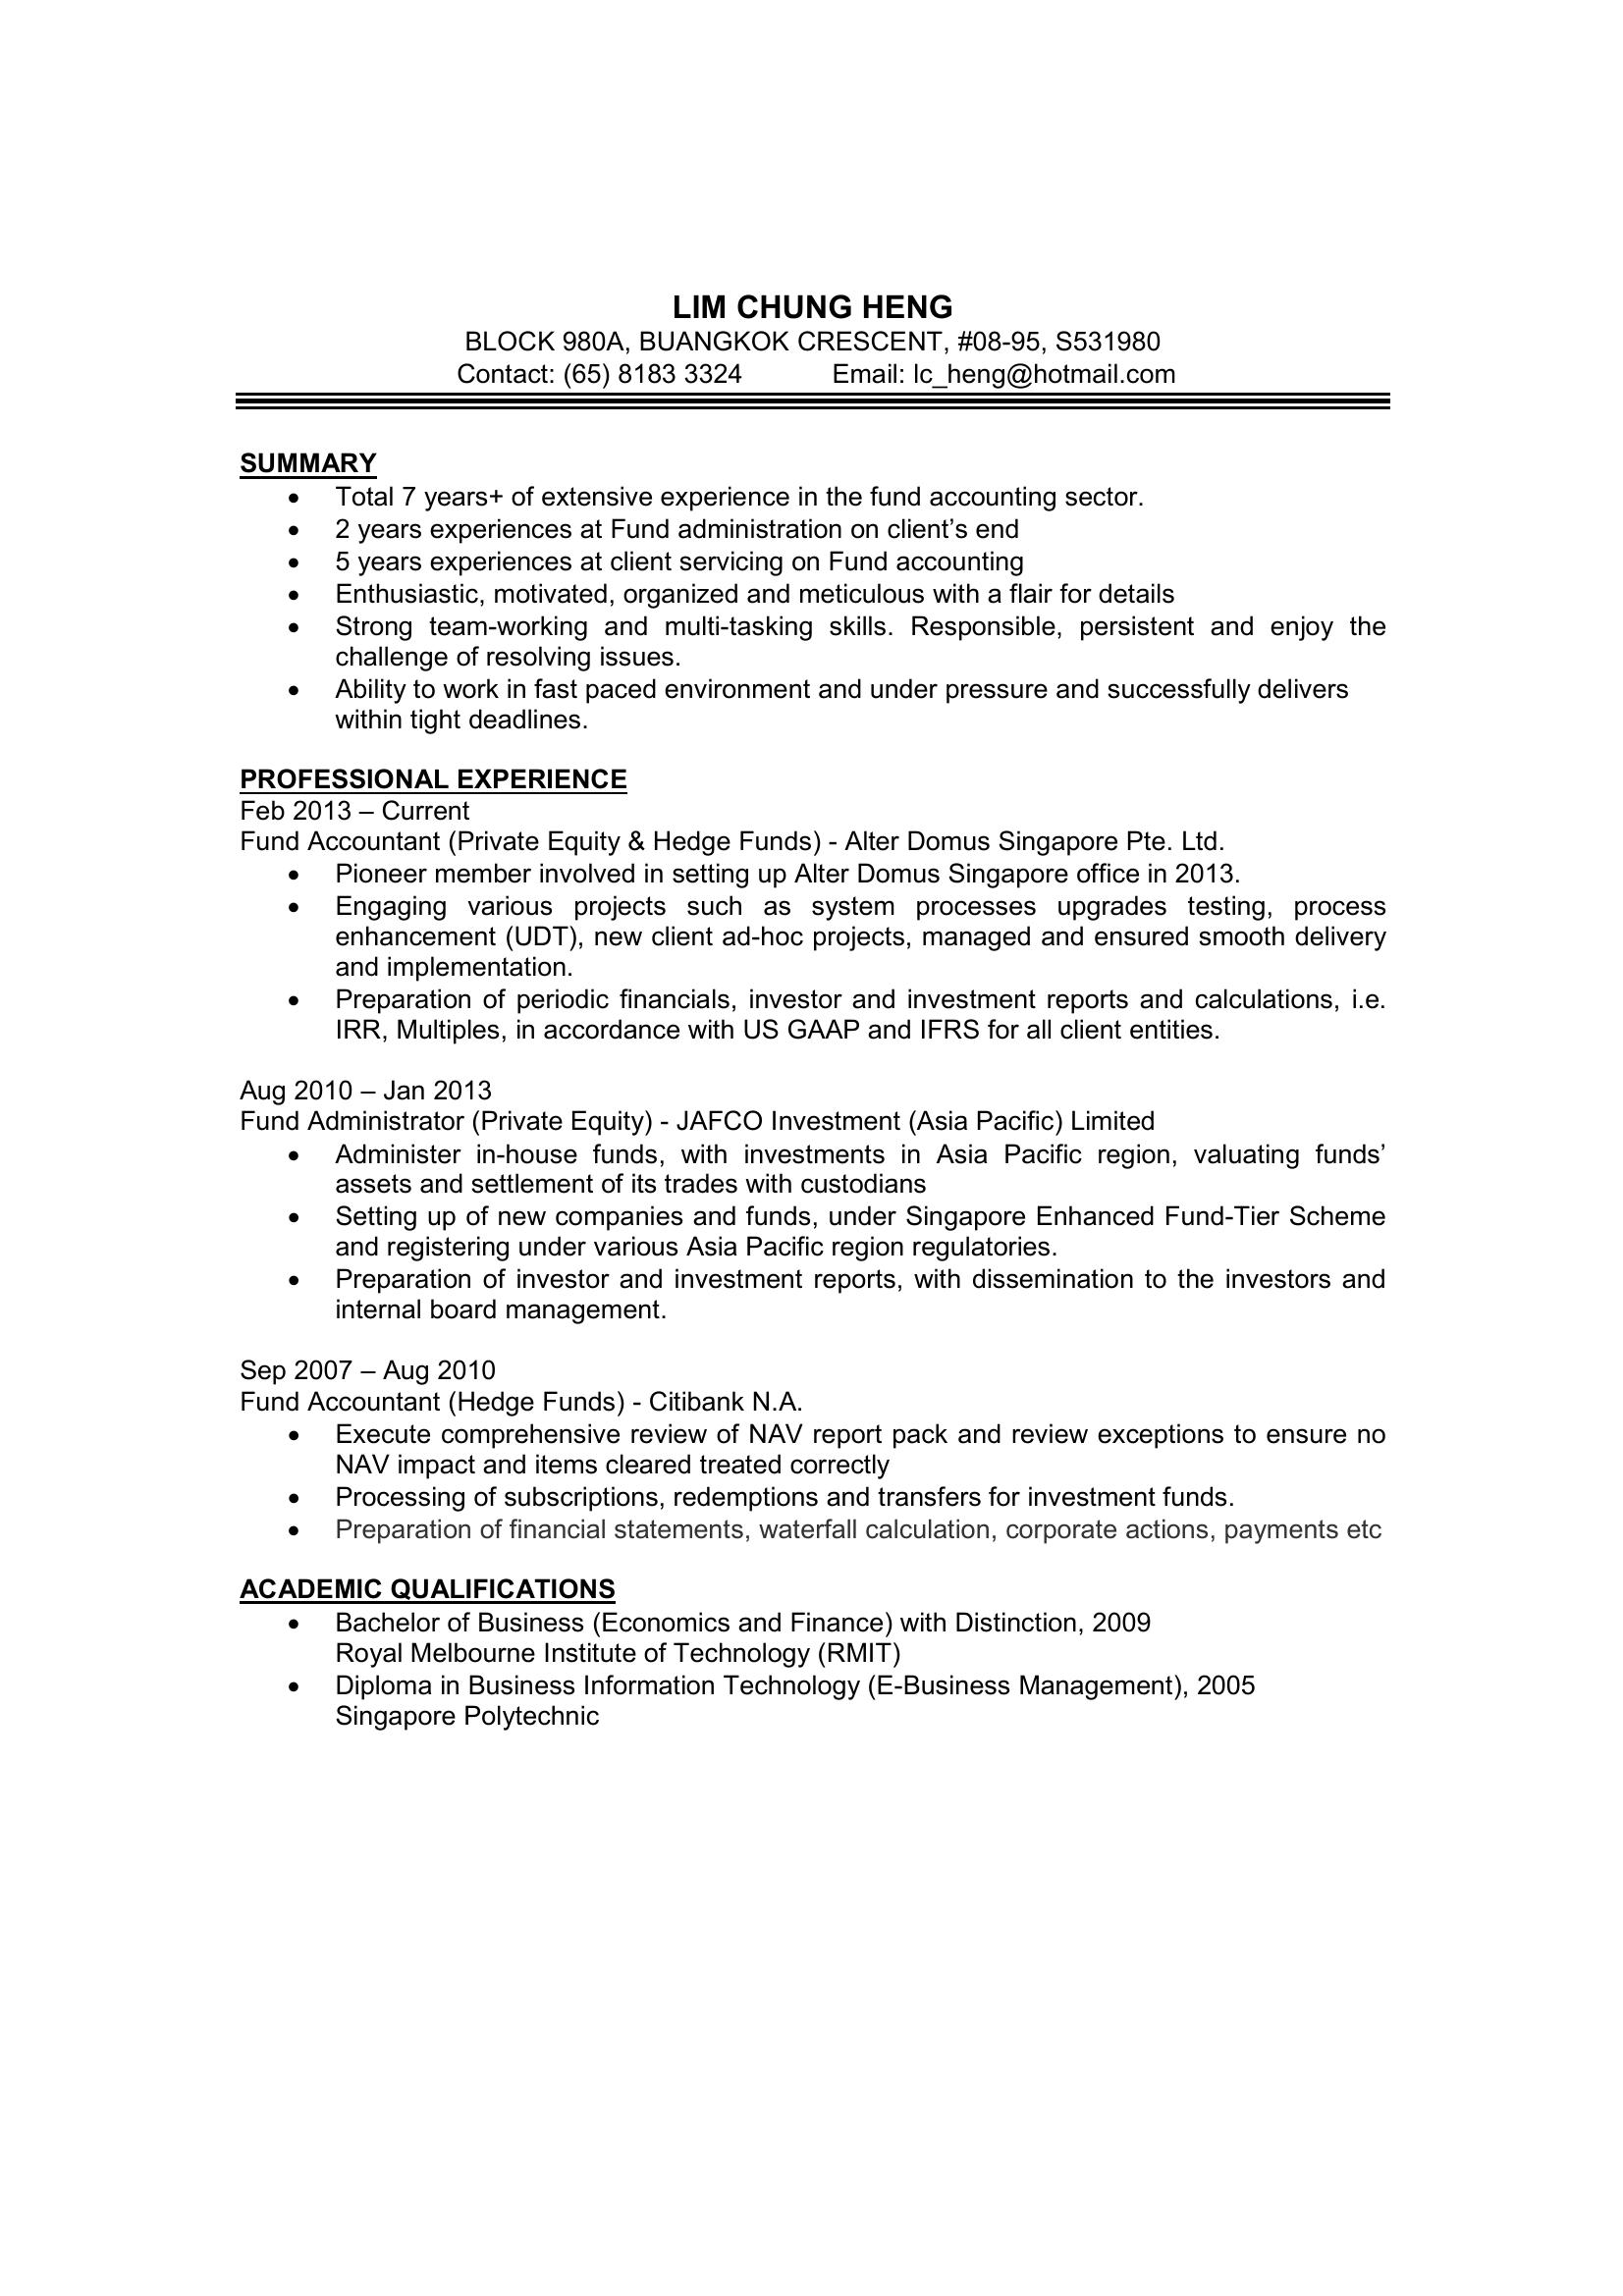 LIM CHUNG HENG
BLOCK 980A, BUANGKOK CRESCENT, #08-95, S531980
Contact: (65) 8183 3324 Email: lc_heng@hotmail.com
SUMMARY
• Total 7 years+ of extensive experience in the fund accounting sector.
• 2 years experiences at Fund administration on client’s end
• 5 years experiences at client servicing on Fund accounting
• Enthusiastic, motivated, organized and meticulous with a flair for details
• Strong team-working and multi-tasking skills. Responsible, persistent and enjoy the
challenge of resolving issues.
• Ability to work in fast paced environment and under pressure and successfully delivers
within tight deadlines.
PROFESSIONAL EXPERIENCE
Feb 2013 – Current
Fund Accountant (Private Equity & Hedge Funds) - Alter Domus Singapore Pte. Ltd.
• Pioneer member involved in setting up Alter Domus Singapore office in 2013.
• Engaging various projects such as system processes upgrades testing, process
enhancement (UDT), new client ad-hoc projects, managed and ensured smooth delivery
and implementation.
• Preparation of periodic financials, investor and investment reports and calculations, i.e.
IRR, Multiples, in accordance with US GAAP and IFRS for all client entities.
Aug 2010 – Jan 2013
Fund Administrator (Private Equity) - JAFCO Investment (Asia Pacific) Limited
• Administer in-house funds, with investments in Asia Pacific region, valuating funds’
assets and settlement of its trades with custodians
• Setting up of new companies and funds, under Singapore Enhanced Fund-Tier Scheme
and registering under various Asia Pacific region regulatories.
• Preparation of investor and investment reports, with dissemination to the investors and
internal board management.
Sep 2007 – Aug 2010
Fund Accountant (Hedge Funds) - Citibank N.A.
• Execute comprehensive review of NAV report pack and review exceptions to ensure no
NAV impact and items cleared treated correctly
• Processing of subscriptions, redemptions and transfers for investment funds.
• Preparation of financial statements, waterfall calculation, corporate actions, payments etc
ACADEMIC QUALIFICATIONS
• Bachelor of Business (Economics and Finance) with Distinction, 2009
Royal Melbourne Institute of Technology (RMIT)
• Diploma in Business Information Technology (E-Business Management), 2005
Singapore Polytechnic